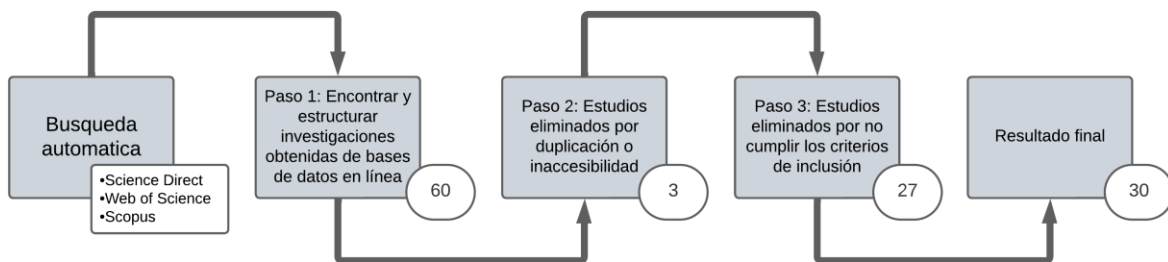 Busqueda
automatica
•Science Direct
•Web of Science
•Scopus
Paso 1: Encontrar y
estructurar
investigaciones
obtenidas de bases
de datos en línea
60
Paso 2: Estudios
eliminados por
duplicación o
inaccesibilidad
3
Paso 3: Estudios
eliminados por no
cumplir los criterios
de inclusión
27
Resultado final
30